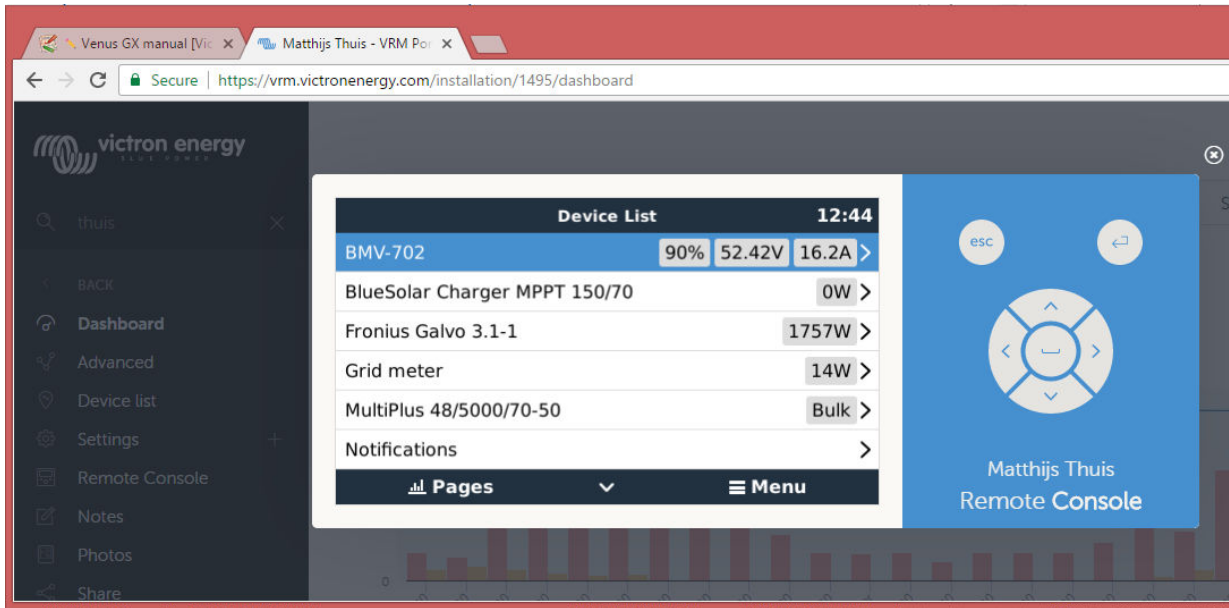 Venus GX manual [Vic
Matthijs Thuis - VRM Por
Secure | https://vrm.victronenergy.com/installation/1495/dashboard
victron energy
BLUE POWER
thuis
BACK
Dashboard
Advanced
Device list
Settings
Remote Console
Notes
Photos
Share
Device List 12:44
BMV-702 90% 52.42V 16.2A
BlueSolar Charger MPPT 150/70 0W
Fronius Galvo 3.1-1 1757W
Grid meter 14W
MultiPlus 48/5000/70-50 Bulk
Notifications
Pages Menu
esc
Matthijs Thuis
Remote Console
0